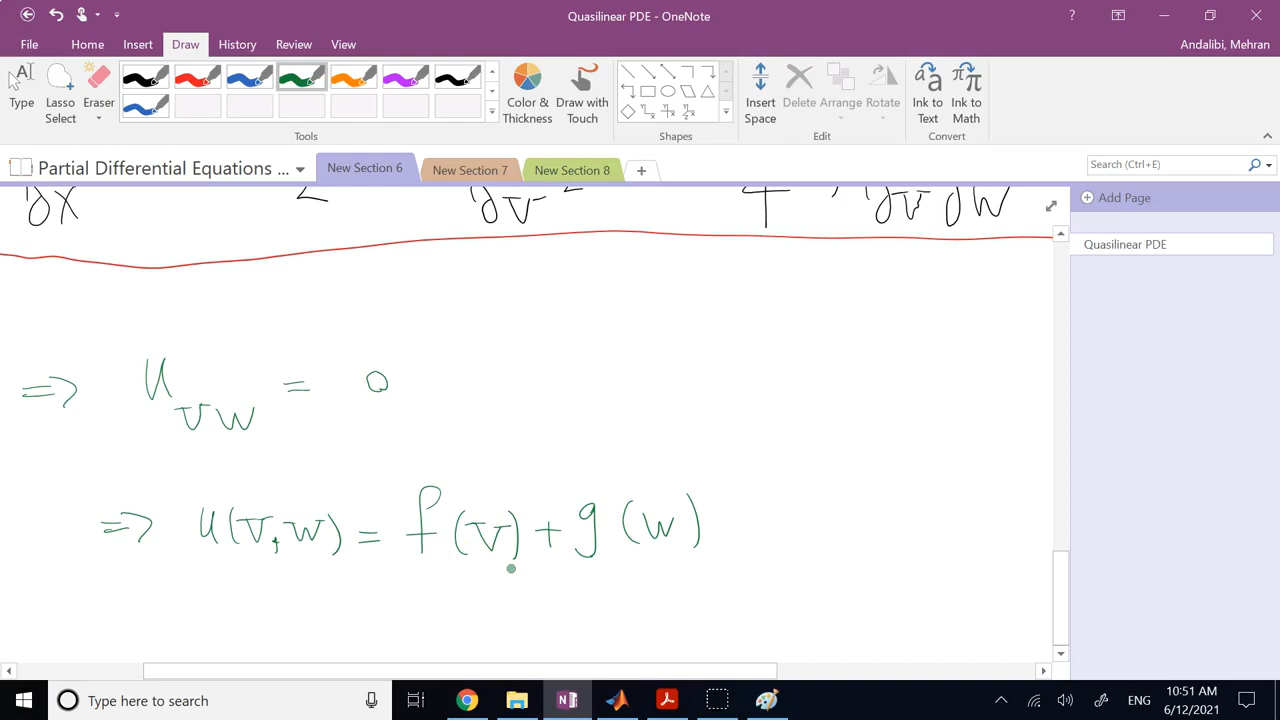 Quasilinear PDE - OneNote
?
Andalibi, Mehran
File Home Insert Draw History Review View
Type
Lasso Select
Eraser
Color & Thickness
Draw with Touch
Insert Space
Delete
Arrange
Rotate
Ink to Text
Ink to Math
Tools
Shapes
Edit
Convert
Partial Differential Equations ...
New Section 6
New Section 7
New Section 8
Search (Ctrl+E)
Add Page
Quasilinear PDE
∂x 2 ∂v² 4 , ∂v ∂w
=> u_vw = 0
=> u(v,w) = f(v) + g(w)
Type here to search
ENG
10:51 AM
6/12/2021